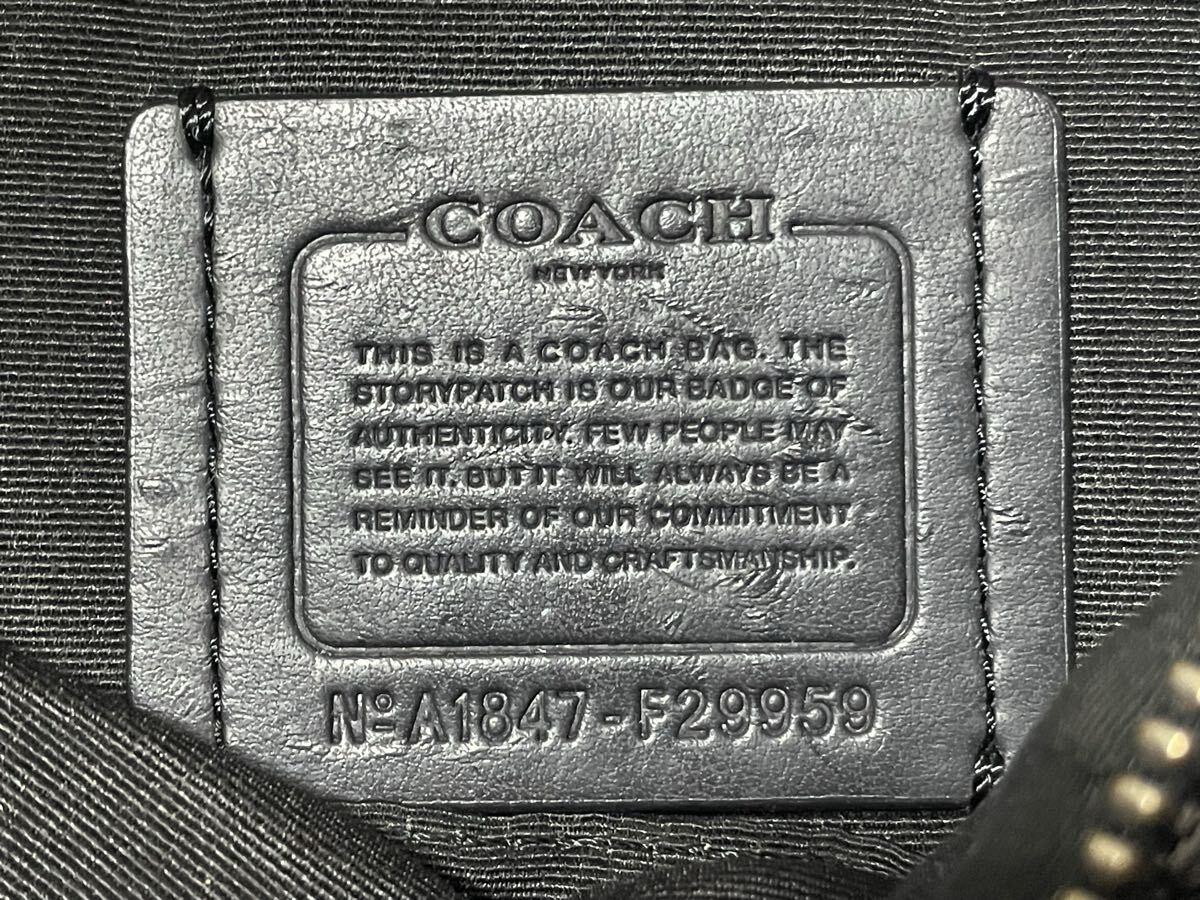 COACH
NEW YORK
THIS IS A COACH BAG. THE
STORYPATCH IS OUR BADGE OF
AUTHENTICITY. FEW PEOPLE MAY
SEE IT. BUT IT WILL ALWAYS BE A
REMINDER OF OUR COMMITMENT
TO QUALITY AND CRAFTSMANSHIP.
Nº A1847-F29959